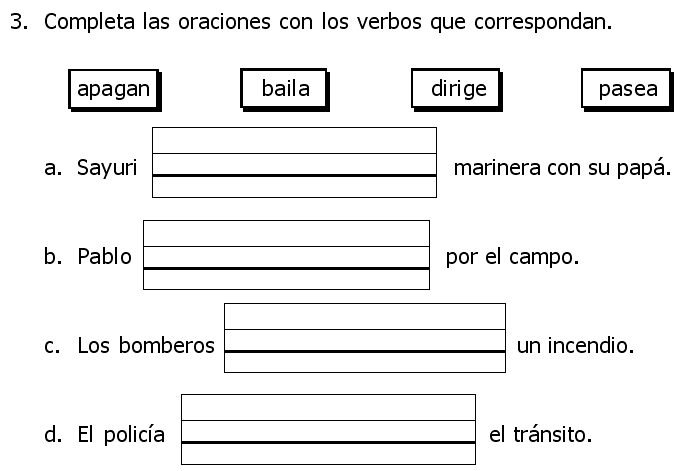 3. Completa las oraciones con los verbos que correspondan.
apagan baila dirige pasea
a. Sayuri marinera con su papá.
b. Pablo por el campo.
c. Los bomberos un incendio.
d. El policía el tránsito.